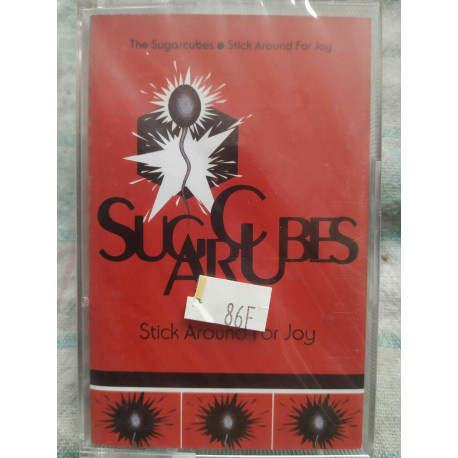 The Sugarcubes • Stick Around For Joy
SUGARCUBES
86F
Stick Around For Joy